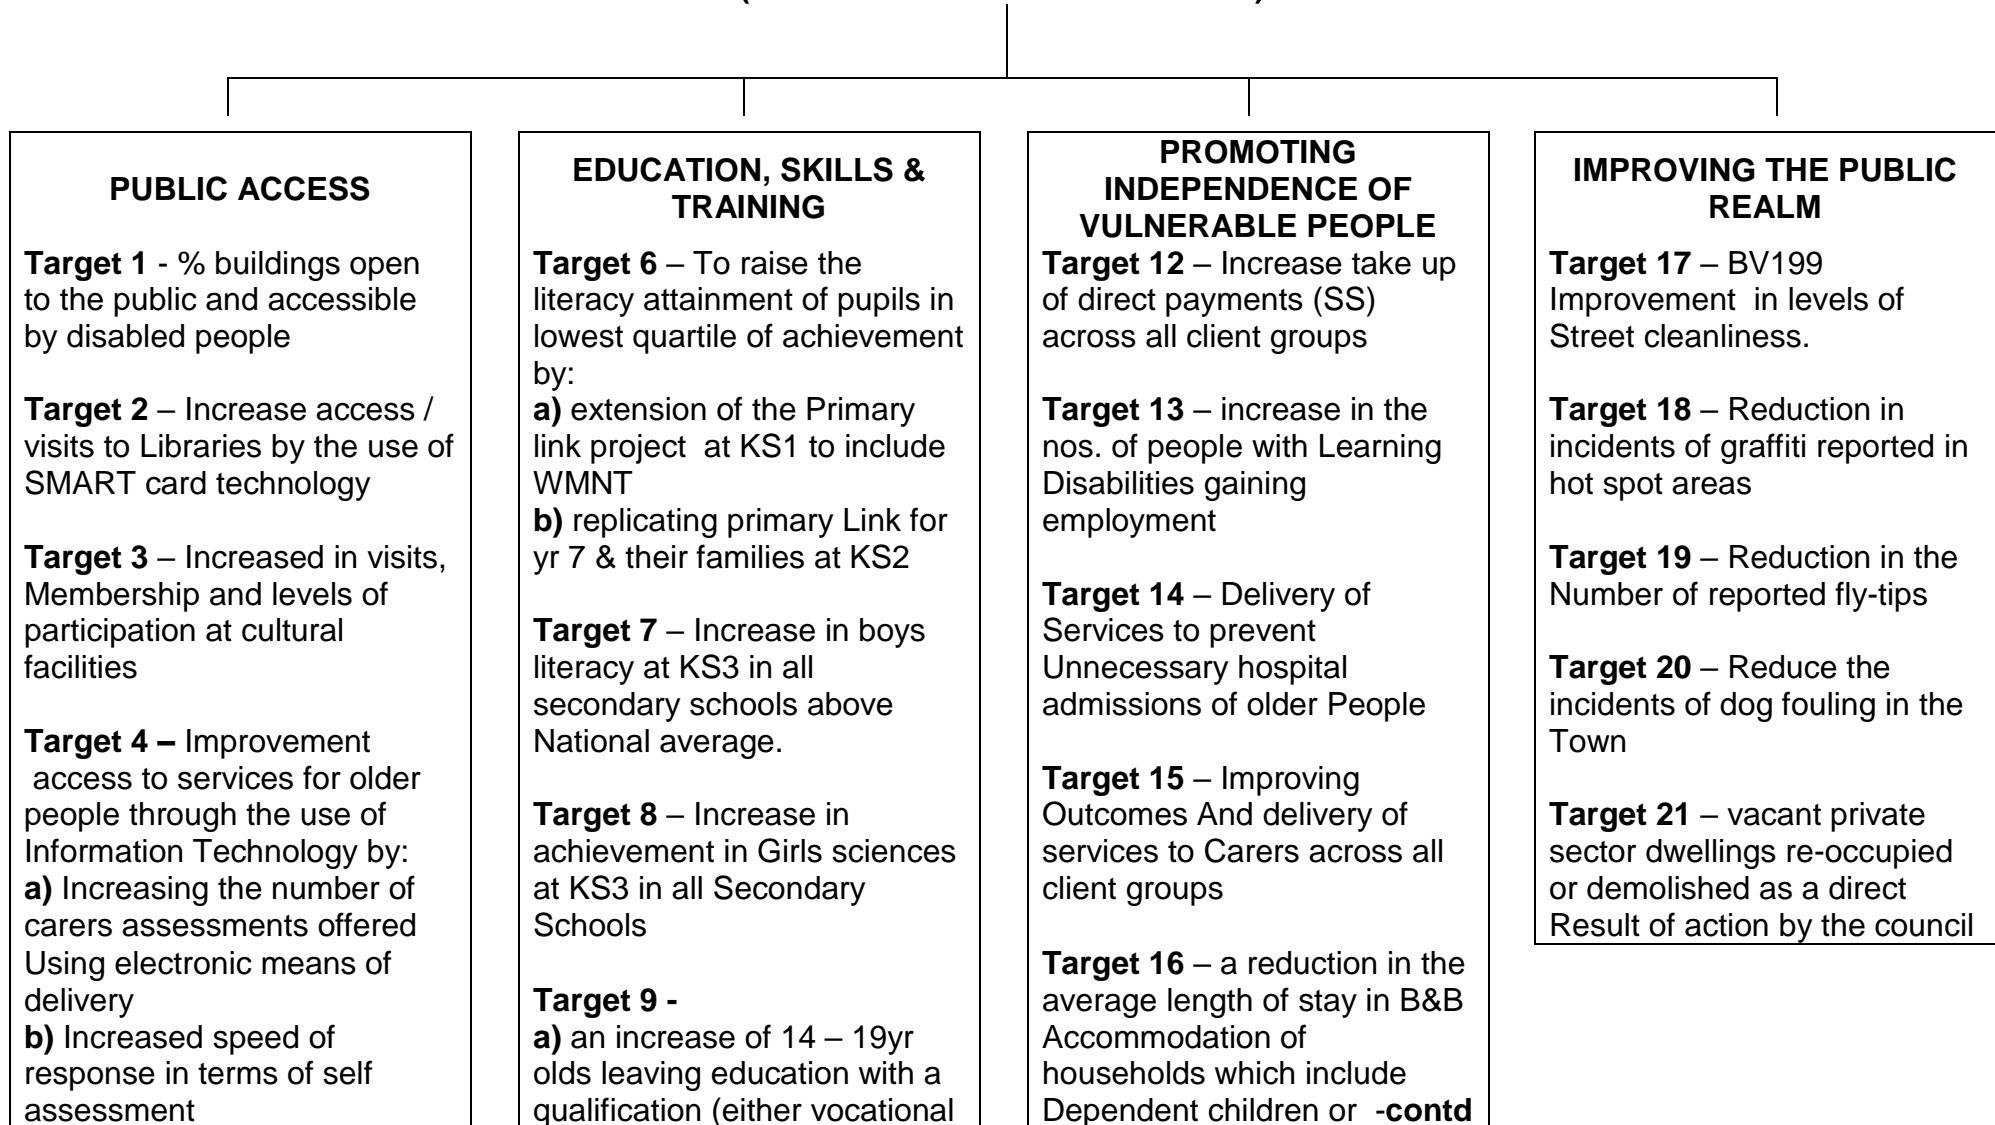 PUBLIC ACCESS
Target 1 - % buildings open
to the public and accessible
by disabled people
Target 2 – Increase access /
visits to Libraries by the use of
SMART card technology
Target 3 – Increased in visits,
Membership and levels of
participation at cultural
facilities
Target 4 – Improvement
access to services for older
people through the use of
Information Technology by:
a) Increasing the number of
carers assessments offered
Using electronic means of
delivery
b) Increased speed of
response in terms of self
assessment
EDUCATION, SKILLS &
TRAINING
Target 6 – To raise the
literacy attainment of pupils in
lowest quartile of achievement
by:
a) extension of the Primary
link project at KS1 to include
WMNT
b) replicating primary Link for
yr 7 & their families at KS2
Target 7 – Increase in boys
literacy at KS3 in all
secondary schools above
National average.
Target 8 – Increase in
achievement in Girls sciences
at KS3 in all Secondary
Schools
Target 9 -
a) an increase of 14 – 19yr
olds leaving education with a
qualification (either vocational
PROMOTING
INDEPENDENCE OF
VULNERABLE PEOPLE
Target 12 – Increase take up
of direct payments (SS)
across all client groups
Target 13 – increase in the
nos. of people with Learning
Disabilities gaining
employment
Target 14 – Delivery of
Services to prevent
Unnecessary hospital
admissions of older People
Target 15 – Improving
Outcomes And delivery of
services to Carers across all
client groups
Target 16 – a reduction in the
average length of stay in B&B
Accommodation of
households which include
Dependent children or -contd
IMPROVING THE PUBLIC
REALM
Target 17 – BV199
Improvement in levels of
Street cleanliness.
Target 18 – Reduction in
incidents of graffiti reported in
hot spot areas
Target 19 – Reduction in the
Number of reported fly-tips
Target 20 – Reduce the
incidents of dog fouling in the
Town
Target 21 – vacant private
sector dwellings re-occupied
or demolished as a direct
Result of action by the council